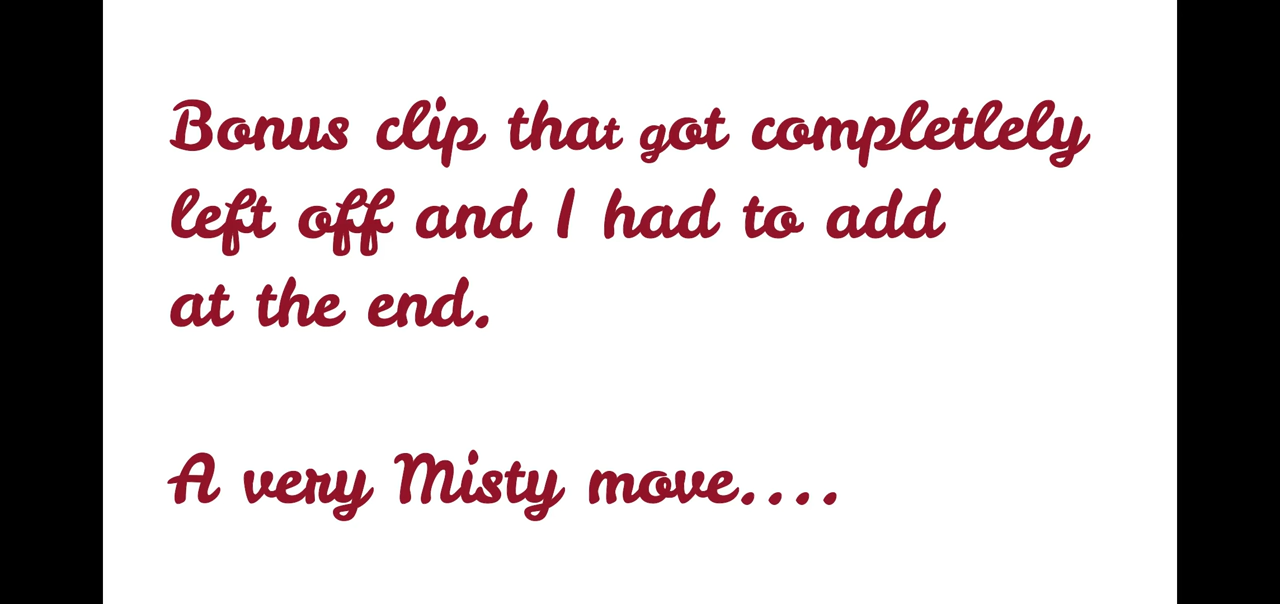 Bonus clip that got completlely
left off and I had to add
at the end.
A very Misty move....